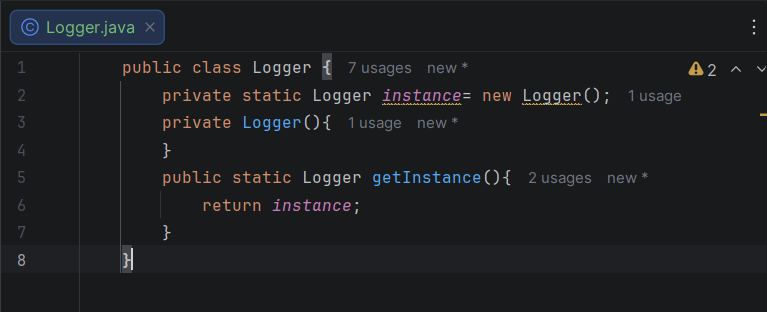 Logger.java
1 public class Logger { 7 usages new *
2 private static Logger instance= new Logger(); 1 usage
3 private Logger(){ 1 usage new *
4 }
5 public static Logger getInstance(){ 2 usages new *
6 return instance;
7 }
8 }
2